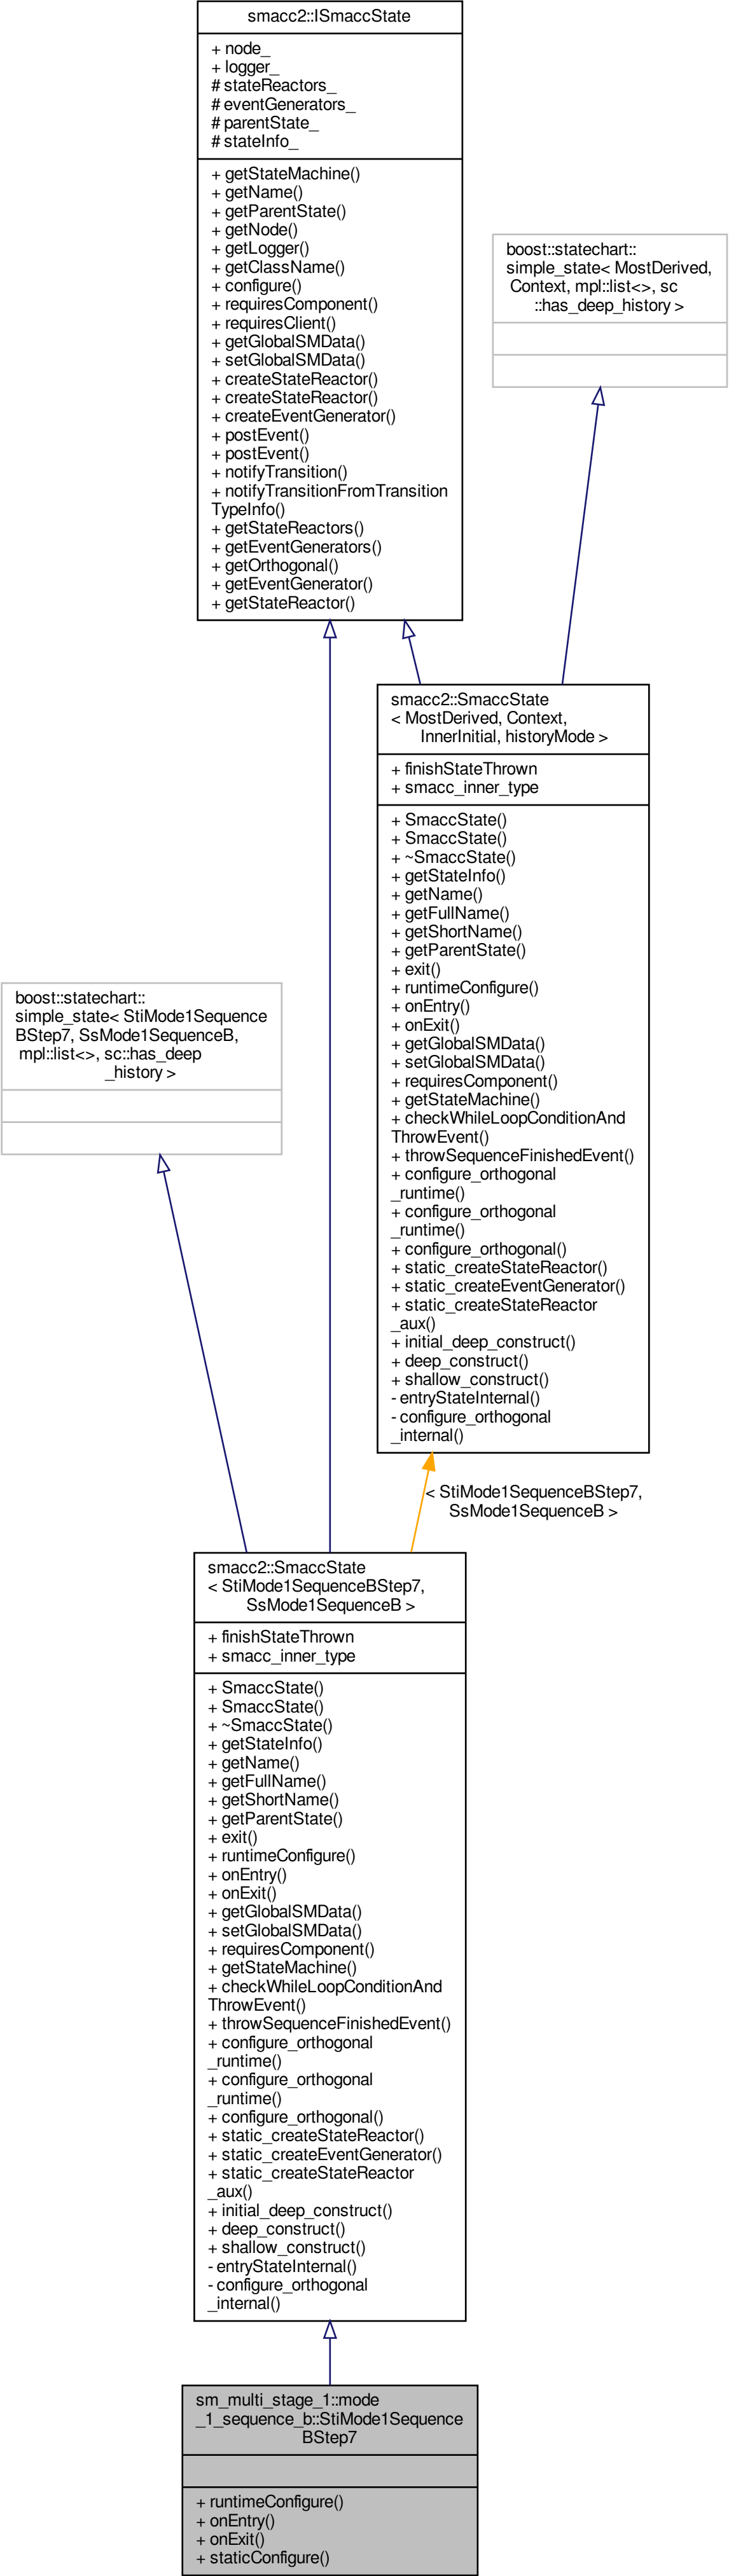 smacc2::ISmaccState
+ node_
+ logger_
# stateReactors_
# eventGenerators_
# parentState_
# stateInfo_
+ getStateMachine()
+ getName()
+ getParentState()
+ getNode()
+ getLogger()
+ getClassName()
+ configure()
+ requiresComponent()
+ requiresClient()
+ getGlobalSMData()
+ setGlobalSMData()
+ createStateReactor()
+ createStateReactor()
+ createEventGenerator()
+ postEvent()
+ postEvent()
+ notifyTransition()
+ notifyTransitionFromTransition
TypeInfo()
+ getStateReactors()
+ getEventGenerators()
+ getOrthogonal()
+ getEventGenerator()
+ getStateReactor()
boost::statechart::
simple_state< MostDerived,
Context, mpl::list<>, sc
::has_deep_history >
smacc2::SmaccState
< MostDerived, Context,
InnerInitial, historyMode >
+ finishStateThrown
+ smacc_inner_type
+ SmaccState()
+ SmaccState()
+ ~SmaccState()
+ getStateInfo()
+ getName()
+ getFullName()
+ getShortName()
+ getParentState()
+ exit()
+ runtimeConfigure()
+ onEntry()
+ onExit()
+ getGlobalSMData()
+ setGlobalSMData()
+ requiresComponent()
+ getStateMachine()
+ checkWhileLoopConditionAnd
ThrowEvent()
+ throwSequenceFinishedEvent()
+ configure_orthogonal
_runtime()
+ configure_orthogonal
_runtime()
+ configure_orthogonal()
+ static_createStateReactor()
+ static_createEventGenerator()
+ static_createStateReactor
_aux()
+ initial_deep_construct()
+ deep_construct()
+ shallow_construct()
- entryStateInternal()
- configure_orthogonal
_internal()
boost::statechart::
simple_state< StiMode1Sequence
BStep7, SsMode1SequenceB,
mpl::list<>, sc::has_deep
_history >
< StiMode1SequenceBStep7,
SsMode1SequenceB >
smacc2::SmaccState
< StiMode1SequenceBStep7,
SsMode1SequenceB >
+ finishStateThrown
+ smacc_inner_type
+ SmaccState()
+ SmaccState()
+ ~SmaccState()
+ getStateInfo()
+ getName()
+ getFullName()
+ getShortName()
+ getParentState()
+ exit()
+ runtimeConfigure()
+ onEntry()
+ onExit()
+ getGlobalSMData()
+ setGlobalSMData()
+ requiresComponent()
+ getStateMachine()
+ checkWhileLoopConditionAnd
ThrowEvent()
+ throwSequenceFinishedEvent()
+ configure_orthogonal
_runtime()
+ configure_orthogonal
_runtime()
+ configure_orthogonal()
+ static_createStateReactor()
+ static_createEventGenerator()
+ static_createStateReactor
_aux()
+ initial_deep_construct()
+ deep_construct()
+ shallow_construct()
- entryStateInternal()
- configure_orthogonal
_internal()
sm_multi_stage_1::mode
_1_sequence_b::StiMode1Sequence
BStep7
+ runtimeConfigure()
+ onEntry()
+ onExit()
+ staticConfigure()